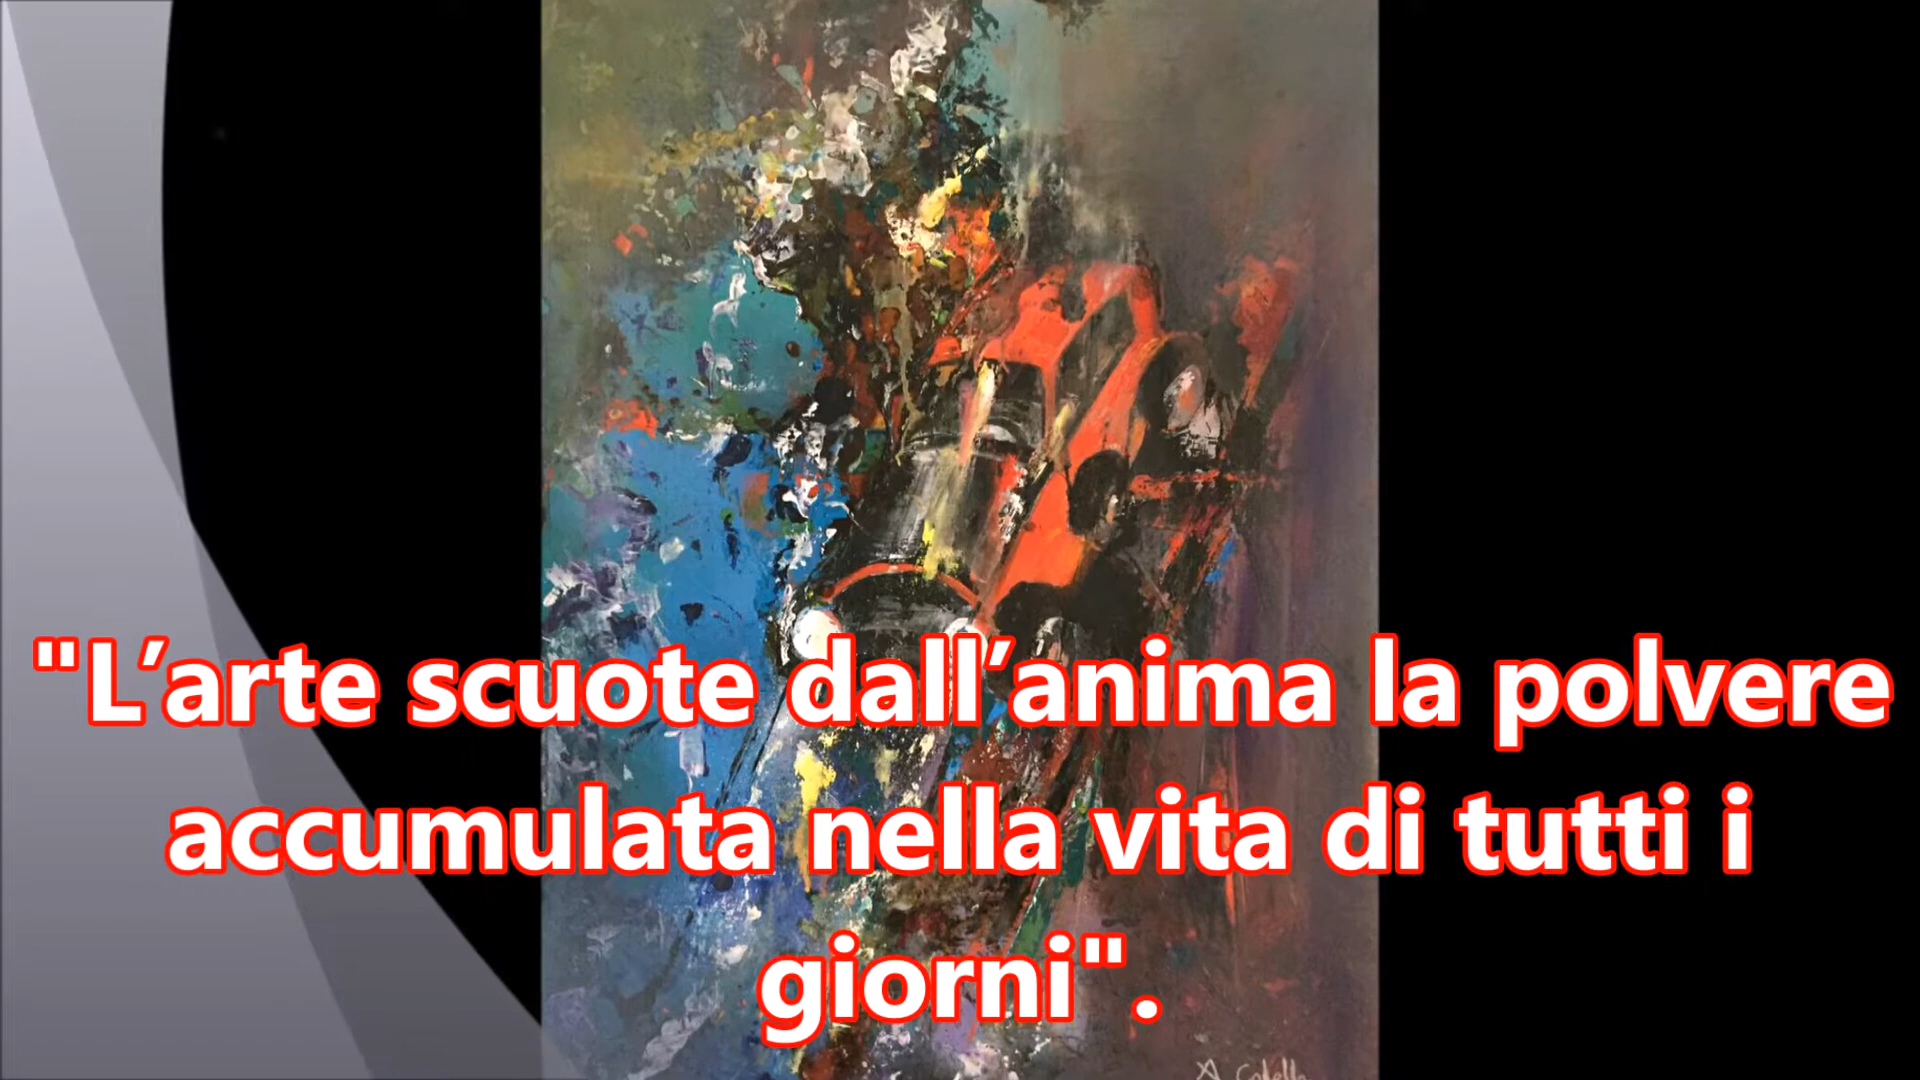 "L’arte scuote dall’anima la polvere
accumulata nella vita di tutti i
giorni".